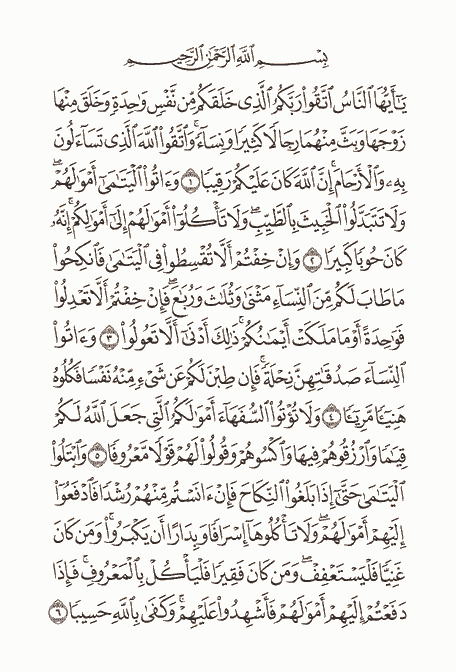 بِسْمِ ٱللَّهِ ٱلرَّحْمَٰنِ ٱلرَّحِيمِ
يَٰٓأَيُّهَا ٱلنَّاسُ ٱتَّقُوا۟ رَبَّكُمُ ٱلَّذِى خَلَقَكُم مِّن نَّفْسٍ وَٰحِدَةٍ وَخَلَقَ مِنْهَا
زَوْجَهَا وَبَثَّ مِنْهُمَا رِجَالًا كَثِيرًا وَنِسَآءً ۚ وَٱتَّقُوا۟ ٱللَّهَ ٱلَّذِى تَسَآءَلُونَ
بِهِۦ وَٱلْأَرْحَامَ ۚ إِنَّ ٱللَّهَ كَانَ عَلَيْكُمْ رَقِيبًا ١ وَءَاتُوا۟ ٱلْيَتَٰمَىٰٓ أَمْوَٰلَهُمْ ۖ
وَلَا تَتَبَدَّلُوا۟ ٱلْخَبِيثَ بِٱلطَّيِّبِ ۖ وَلَا تَأْكُلُوٓا۟ أَمْوَٰلَهُمْ إِلَىٰٓ أَمْوَٰلِكُمْ ۚ إِنَّهُۥ
كَانَ حُوبًا كَبِيرًا ٢ وَإِنْ خِفْتُمْ أَلَّا تُقْسِطُوا۟ فِى ٱلْيَتَٰمَىٰ فَٱنكِحُوا۟
مَا طَابَ لَكُم مِّنَ ٱلنِّسَآءِ مَثْنَىٰ وَثُلَٰثَ وَرُبَٰعَ ۖ فَإِنْ خِفْتُمْ أَلَّا تَعْدِلُوا۟
فَوَٰحِدَةً أَوْ مَا مَلَكَتْ أَيْمَٰنُكُمْ ۚ ذَٰلِكَ أَدْنَىٰٓ أَلَّا تَعُولُوا۟ ٣ وَءَاتُوا۟
ٱلنِّسَآءَ صَدُقَٰتِهِنَّ نِحْلَةً ۚ فَإِن طِبْنَ لَكُمْ عَن شَىْءٍ مِّنْهُ نَفْسًا فَكُلُوهُ
هَنِيٓـًٔا مَّرِيٓـًٔا ٤ وَلَا تُؤْتُوا۟ ٱلسُّفَهَآءَ أَمْوَٰلَكُمُ ٱلَّتِى جَعَلَ ٱللَّهُ لَكُمْ
قِيَٰمًا وَٱرْزُقُوهُمْ فِيهَا وَٱكْسُوهُمْ وَقُولُوا۟ لَهُمْ قَوْلًا مَّعْرُوفًا ٥ وَٱبْتَلُوا۟
ٱلْيَتَٰمَىٰ حَتَّىٰٓ إِذَا بَلَغُوا۟ ٱلنِّكَاحَ فَإِنْ ءَانَسْتُم مِّنْهُمْ رُشْدًا فَٱدْفَعُوٓا۟
إِلَيْهِمْ أَمْوَٰلَهُمْ ۖ وَلَا تَأْكُلُوهَآ إِسْرَافًا وَبِدَارًا أَن يَكْبَرُوا۟ ۚ وَمَن كَانَ
غَنِيًّا فَلْيَسْتَعْفِفْ ۖ وَمَن كَانَ فَقِيرًا فَلْيَأْكُلْ بِٱلْمَعْرُوفِ ۚ فَإِذَا
دَفَعْتُمْ إِلَيْهِمْ أَمْوَٰلَهُمْ فَأَشْهِدُوا۟ عَلَيْهِمْ ۚ وَكَفَىٰ بِٱللَّهِ حَسِيبًا ٦